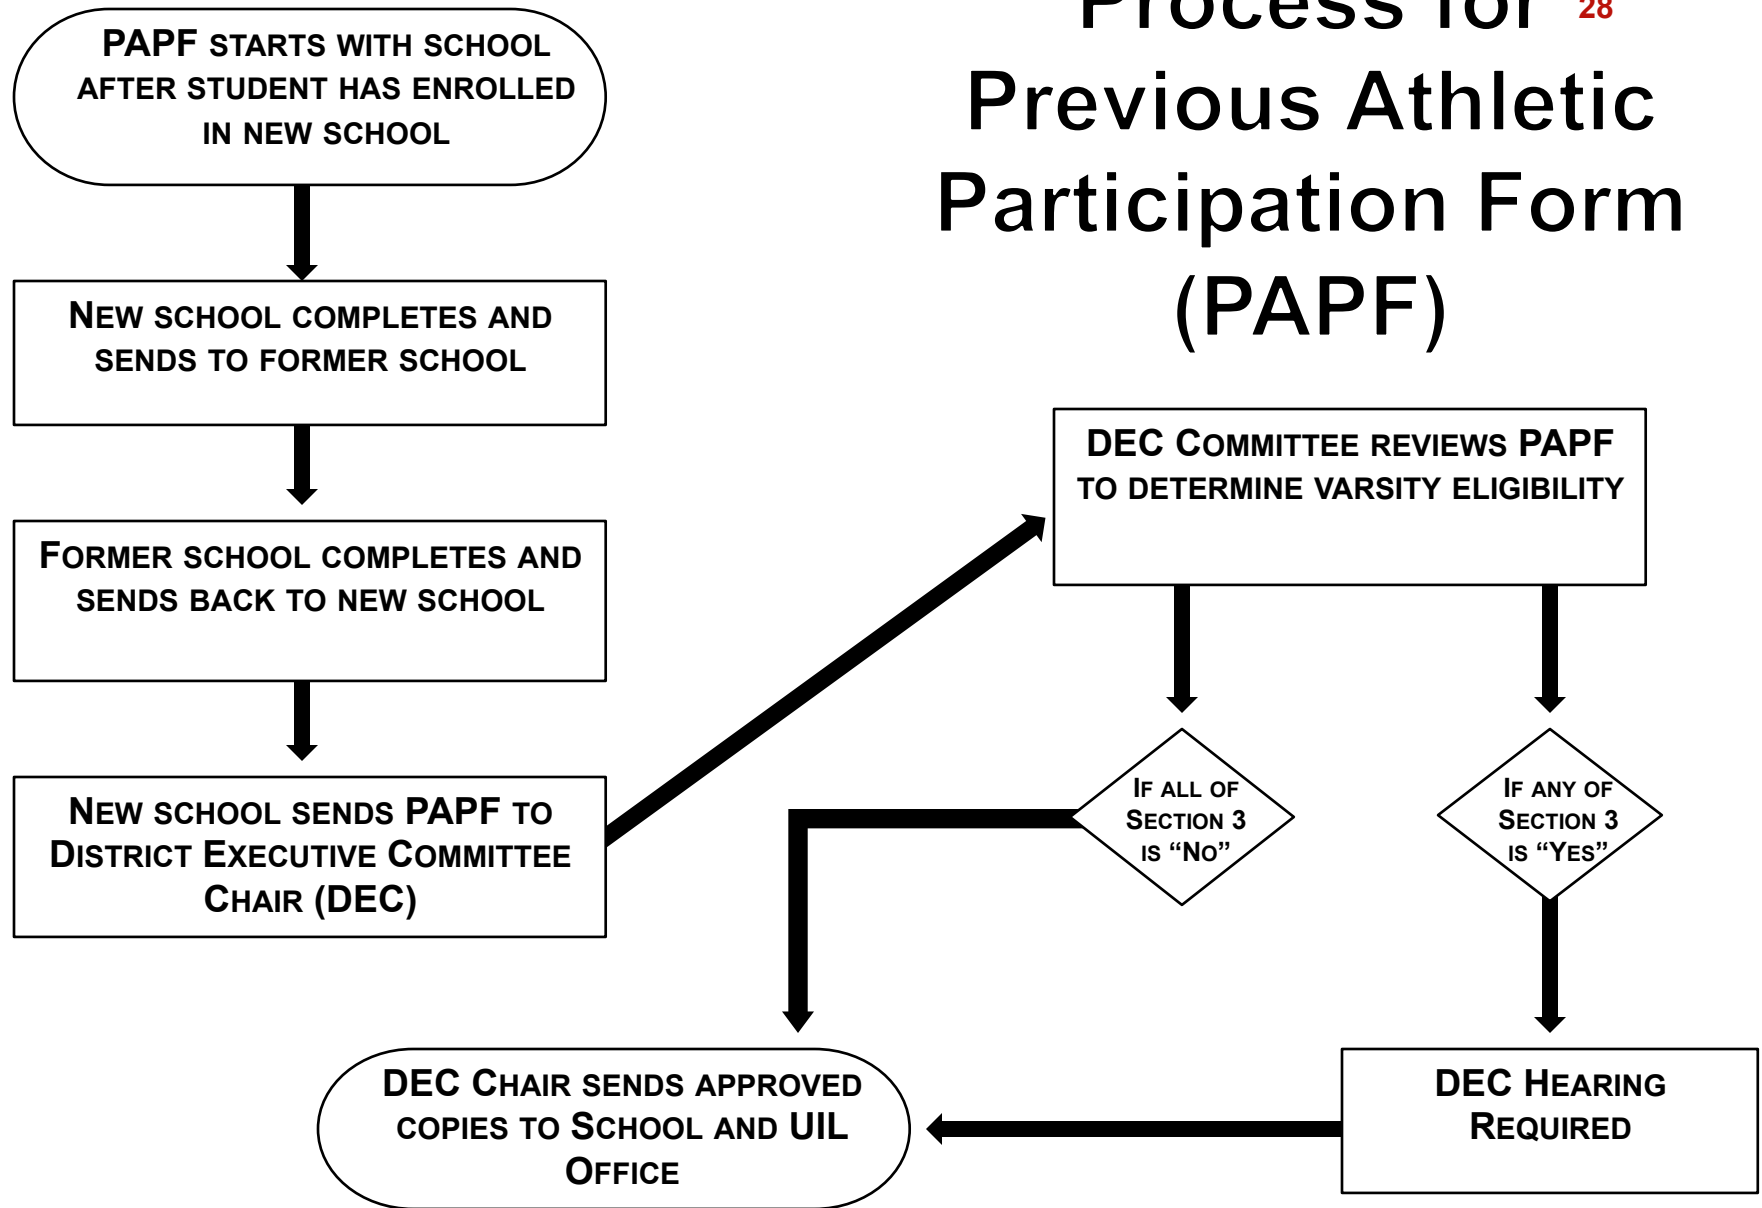 Process for
28
Previous Athletic
Participation Form
(PAPF)
PAPF STARTS WITH SCHOOL
AFTER STUDENT HAS ENROLLED
IN NEW SCHOOL
NEW SCHOOL COMPLETES AND
SENDS TO FORMER SCHOOL
FORMER SCHOOL COMPLETES AND
SENDS BACK TO NEW SCHOOL
NEW SCHOOL SENDS PAPF TO
DISTRICT EXECUTIVE COMMITTEE
CHAIR (DEC)
DEC COMMITTEE REVIEWS PAPF
TO DETERMINE VARSITY ELIGIBILITY
IF ALL OF
SECTION 3
IS “NO”
IF ANY OF
SECTION 3
IS “YES”
DEC HEARING
REQUIRED
DEC CHAIR SENDS APPROVED
COPIES TO SCHOOL AND UIL
OFFICE